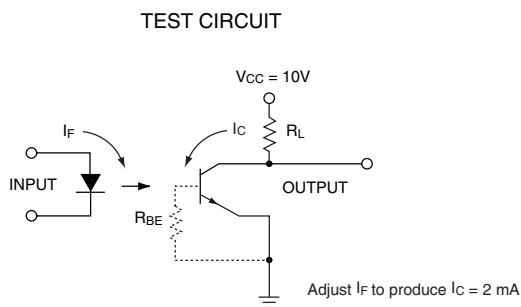 TEST CIRCUIT
VCC = 10V
IF
IC
RL
INPUT
OUTPUT
RBE
Adjust IF to produce IC = 2 mA